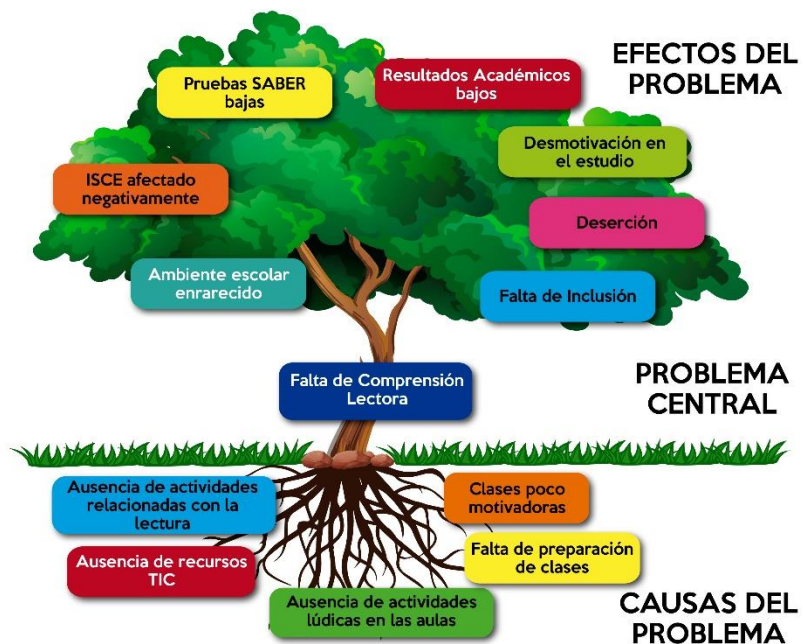 EFECTOS DEL
PROBLEMA
Pruebas SABER
bajas
Resultados Académicos
bajos
Desmotivación en
el estudio
ISCE afectado
negativamente
Deserción
Ambiente escolar
enrarecido
Falta de Inclusión
Falta de Comprensión
Lectora
PROBLEMA
CENTRAL
Ausencia de actividades
relacionadas con la
lectura
Clases poco
motivadoras
Ausencia de recursos
TIC
Falta de preparación
de clases
Ausencia de actividades
lúdicas en las aulas
CAUSAS DEL
PROBLEMA